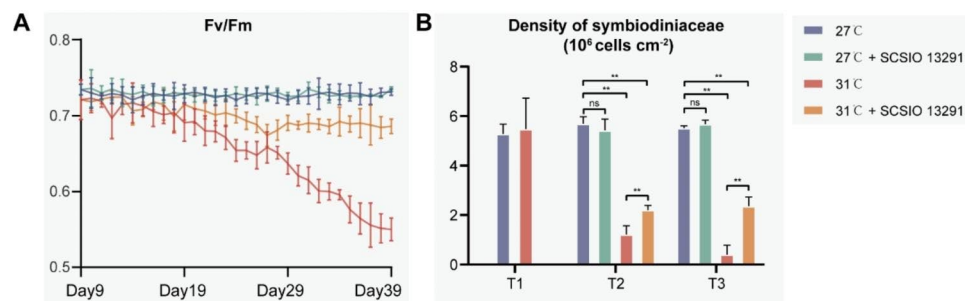 A
Fv/Fm
0.8
0.7
0.6
0.5
Day9
Day19
Day29
Day39
B
Density of symbiodiniaceae
(10⁶ cells cm⁻²)
8
6
4
2
0
**
**
ns
**
**
**
ns
**
T1
T2
T3
27℃
27℃ + SCSIO 13291
31℃
31℃ + SCSIO 13291